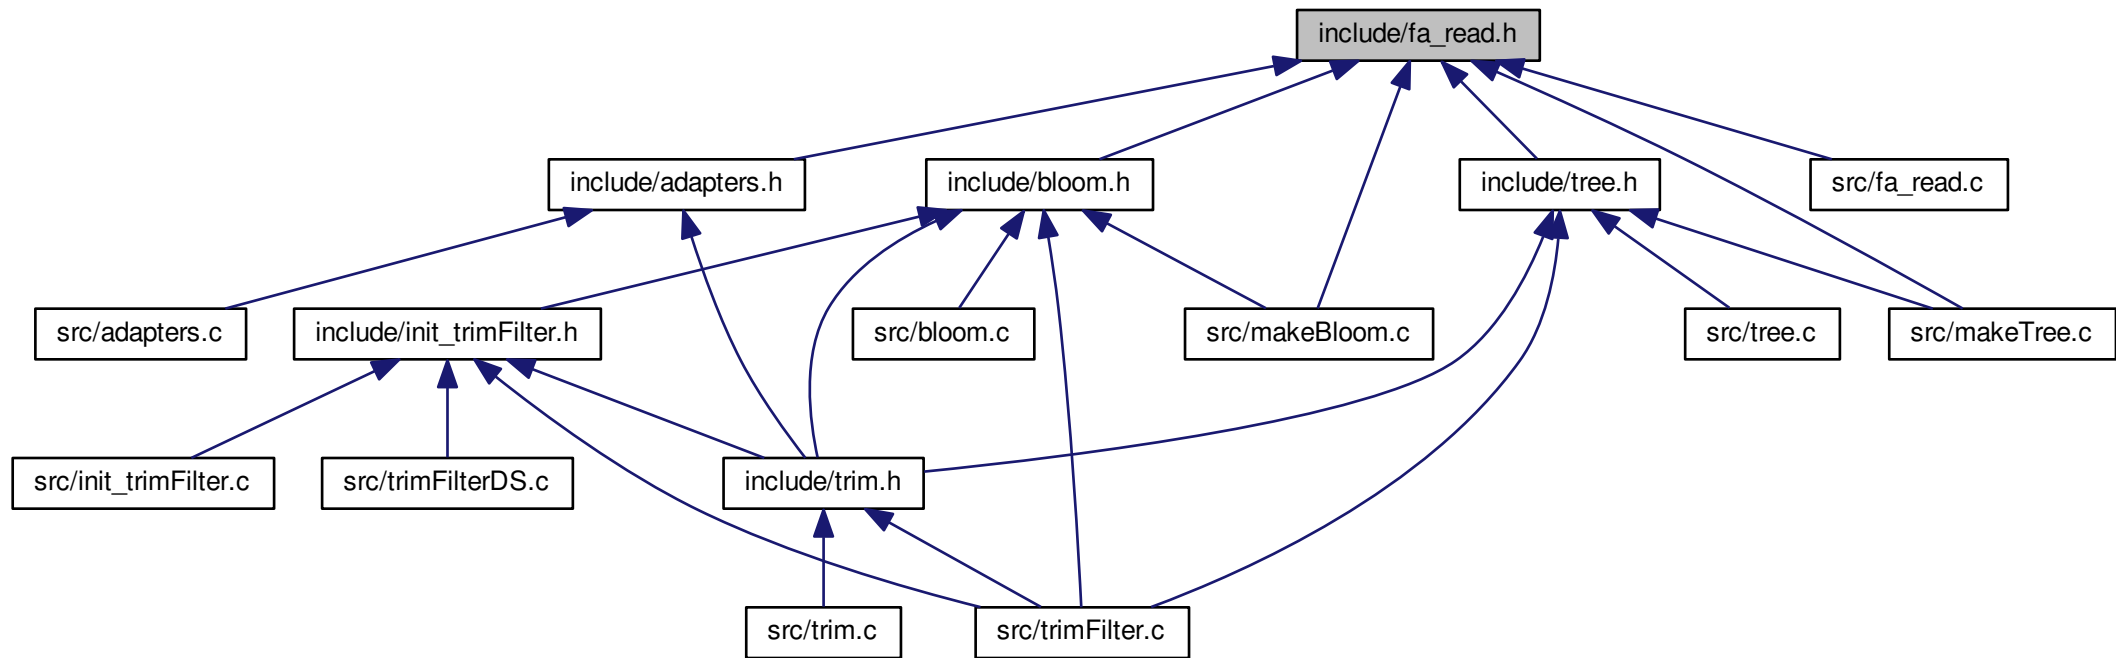 include/fa_read.h
include/adapters.h
include/bloom.h
include/tree.h
src/fa_read.c
src/adapters.c
include/init_trimFilter.h
src/bloom.c
src/makeBloom.c
src/tree.c
src/makeTree.c
src/init_trimFilter.c
src/trimFilterDS.c
include/trim.h
src/trim.c
src/trimFilter.c